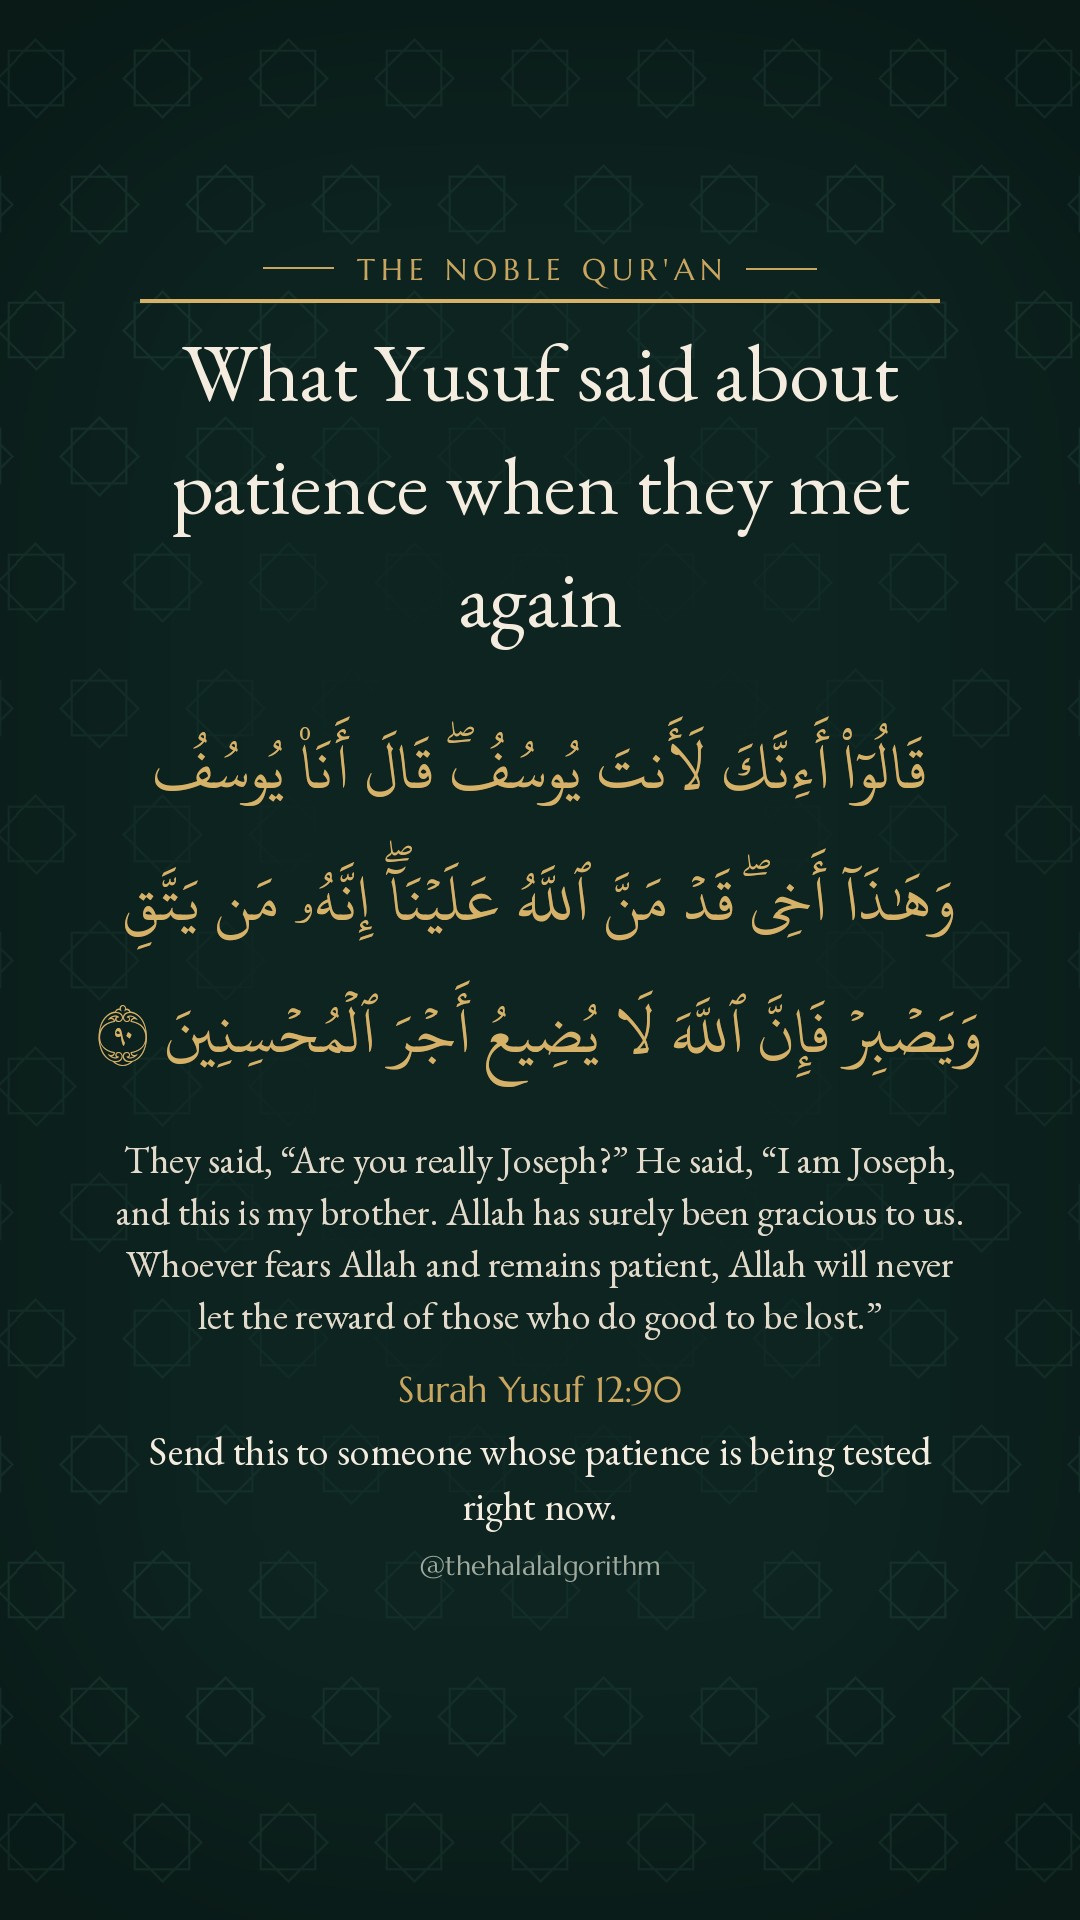 THE NOBLE QUR'AN
What Yusuf said about
patience when they met
again
قَالُوٓا۟ أَءِنَّكَ لَأَنتَ يُوسُفُ ۖ قَالَ أَنَا۠ يُوسُفُ
وَهَـٰذَآ أَخِى ۖ قَدْ مَنَّ ٱللَّهُ عَلَيْنَآ ۖ إِنَّهُۥ مَن يَتَّقِ
وَيَصْبِرْ فَإِنَّ ٱللَّهَ لَا يُضِيعُ أَجْرَ ٱلْمُحْسِنِينَ ٩٠
They said, “Are you really Joseph?” He said, “I am Joseph,
and this is my brother. Allah has surely been gracious to us.
Whoever fears Allah and remains patient, Allah will never
let the reward of those who do good to be lost.”
Surah Yusuf 12:90
Send this to someone whose patience is being tested
right now.
@thehalalalgorithm